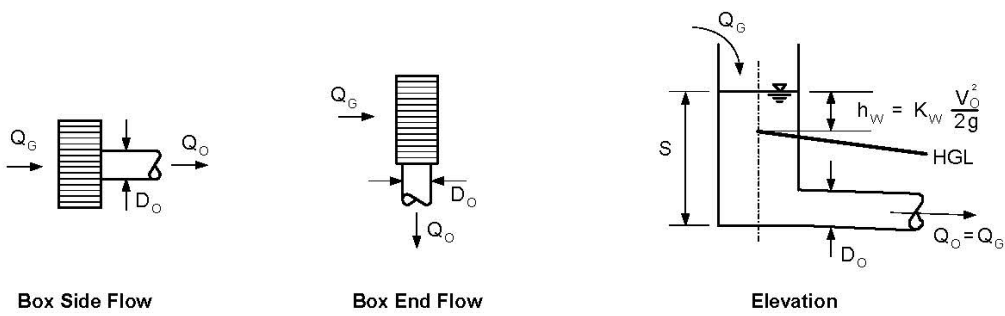 Q_G
Q_O
D_O
Box Side Flow
Q_G
D_O
Q_O
Box End Flow
Q_G
S
h_W = K_W V_O^2 / 2g
HGL
D_O
Q_O = Q_G
Elevation